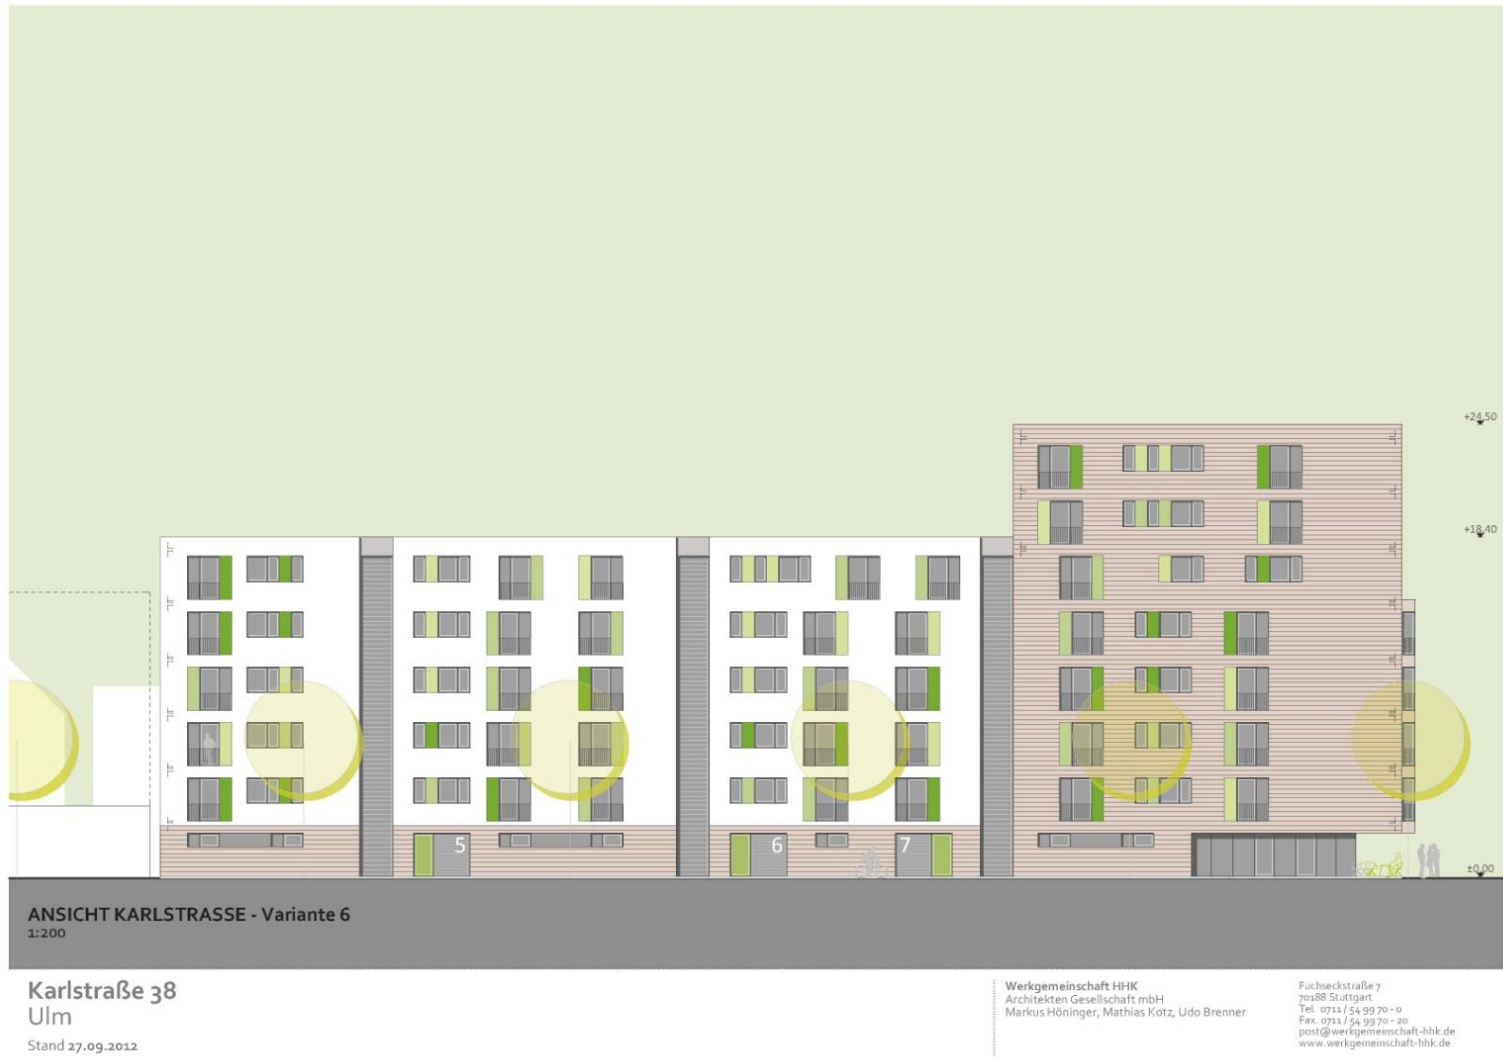 +24,50
+18,40
5
6
7
±0,00
ANSICHT KARLSTRASSE - Variante 6
1:200
Karlstraße 38
Ulm
Stand 27.09.2012
Werkgemeinschaft HHK
Architekten Gesellschaft mbH
Markus Höninger, Mathias Kotz, Udo Brenner
Fuchseckstraße 7
70188 Stuttgart
Tel. 0711 / 54 99 70 - 0
Fax. 0711 / 54 99 70 - 20
post@werkgemeinschaft-hhk.de
www.werkgemeinschaft-hhk.de